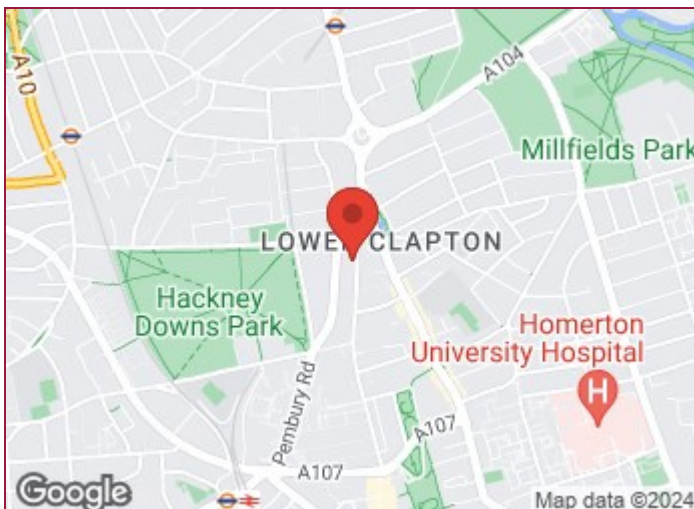 A10
A104
Millfields Park
LOWER CLAPTON
Hackney
Downs Park
Homerton
University Hospital
H
Pembury Rd
A107
A107
Google
Map data ©2024